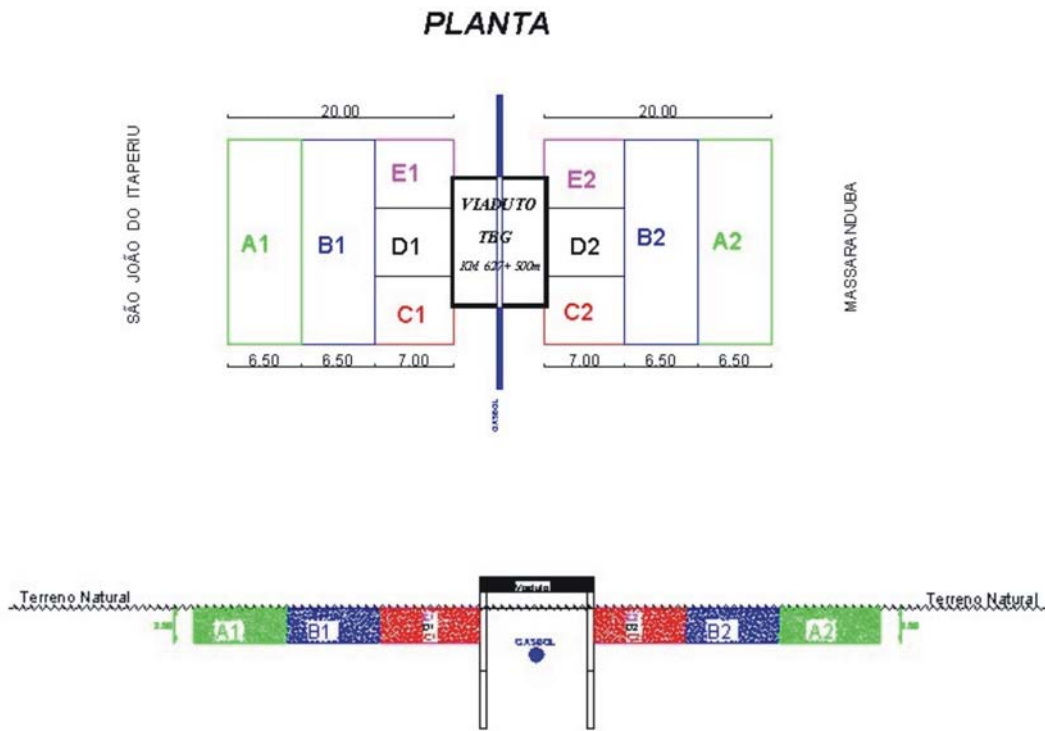 PLANTA
20.00 20.00
SÃO JOÃO DO ITAPERIU
MASSARANDUBA
E1 E2
VIADUTO
TBG
KM 627+500m
A1 B1 D1 D2 B2 A2
C1 C2
6.50 6.50 7.00 7.00 6.50 6.50
GASBOL
Terreno Natural Terreno Natural
Viaduto
A1 B1 B2 A2
GASBOL